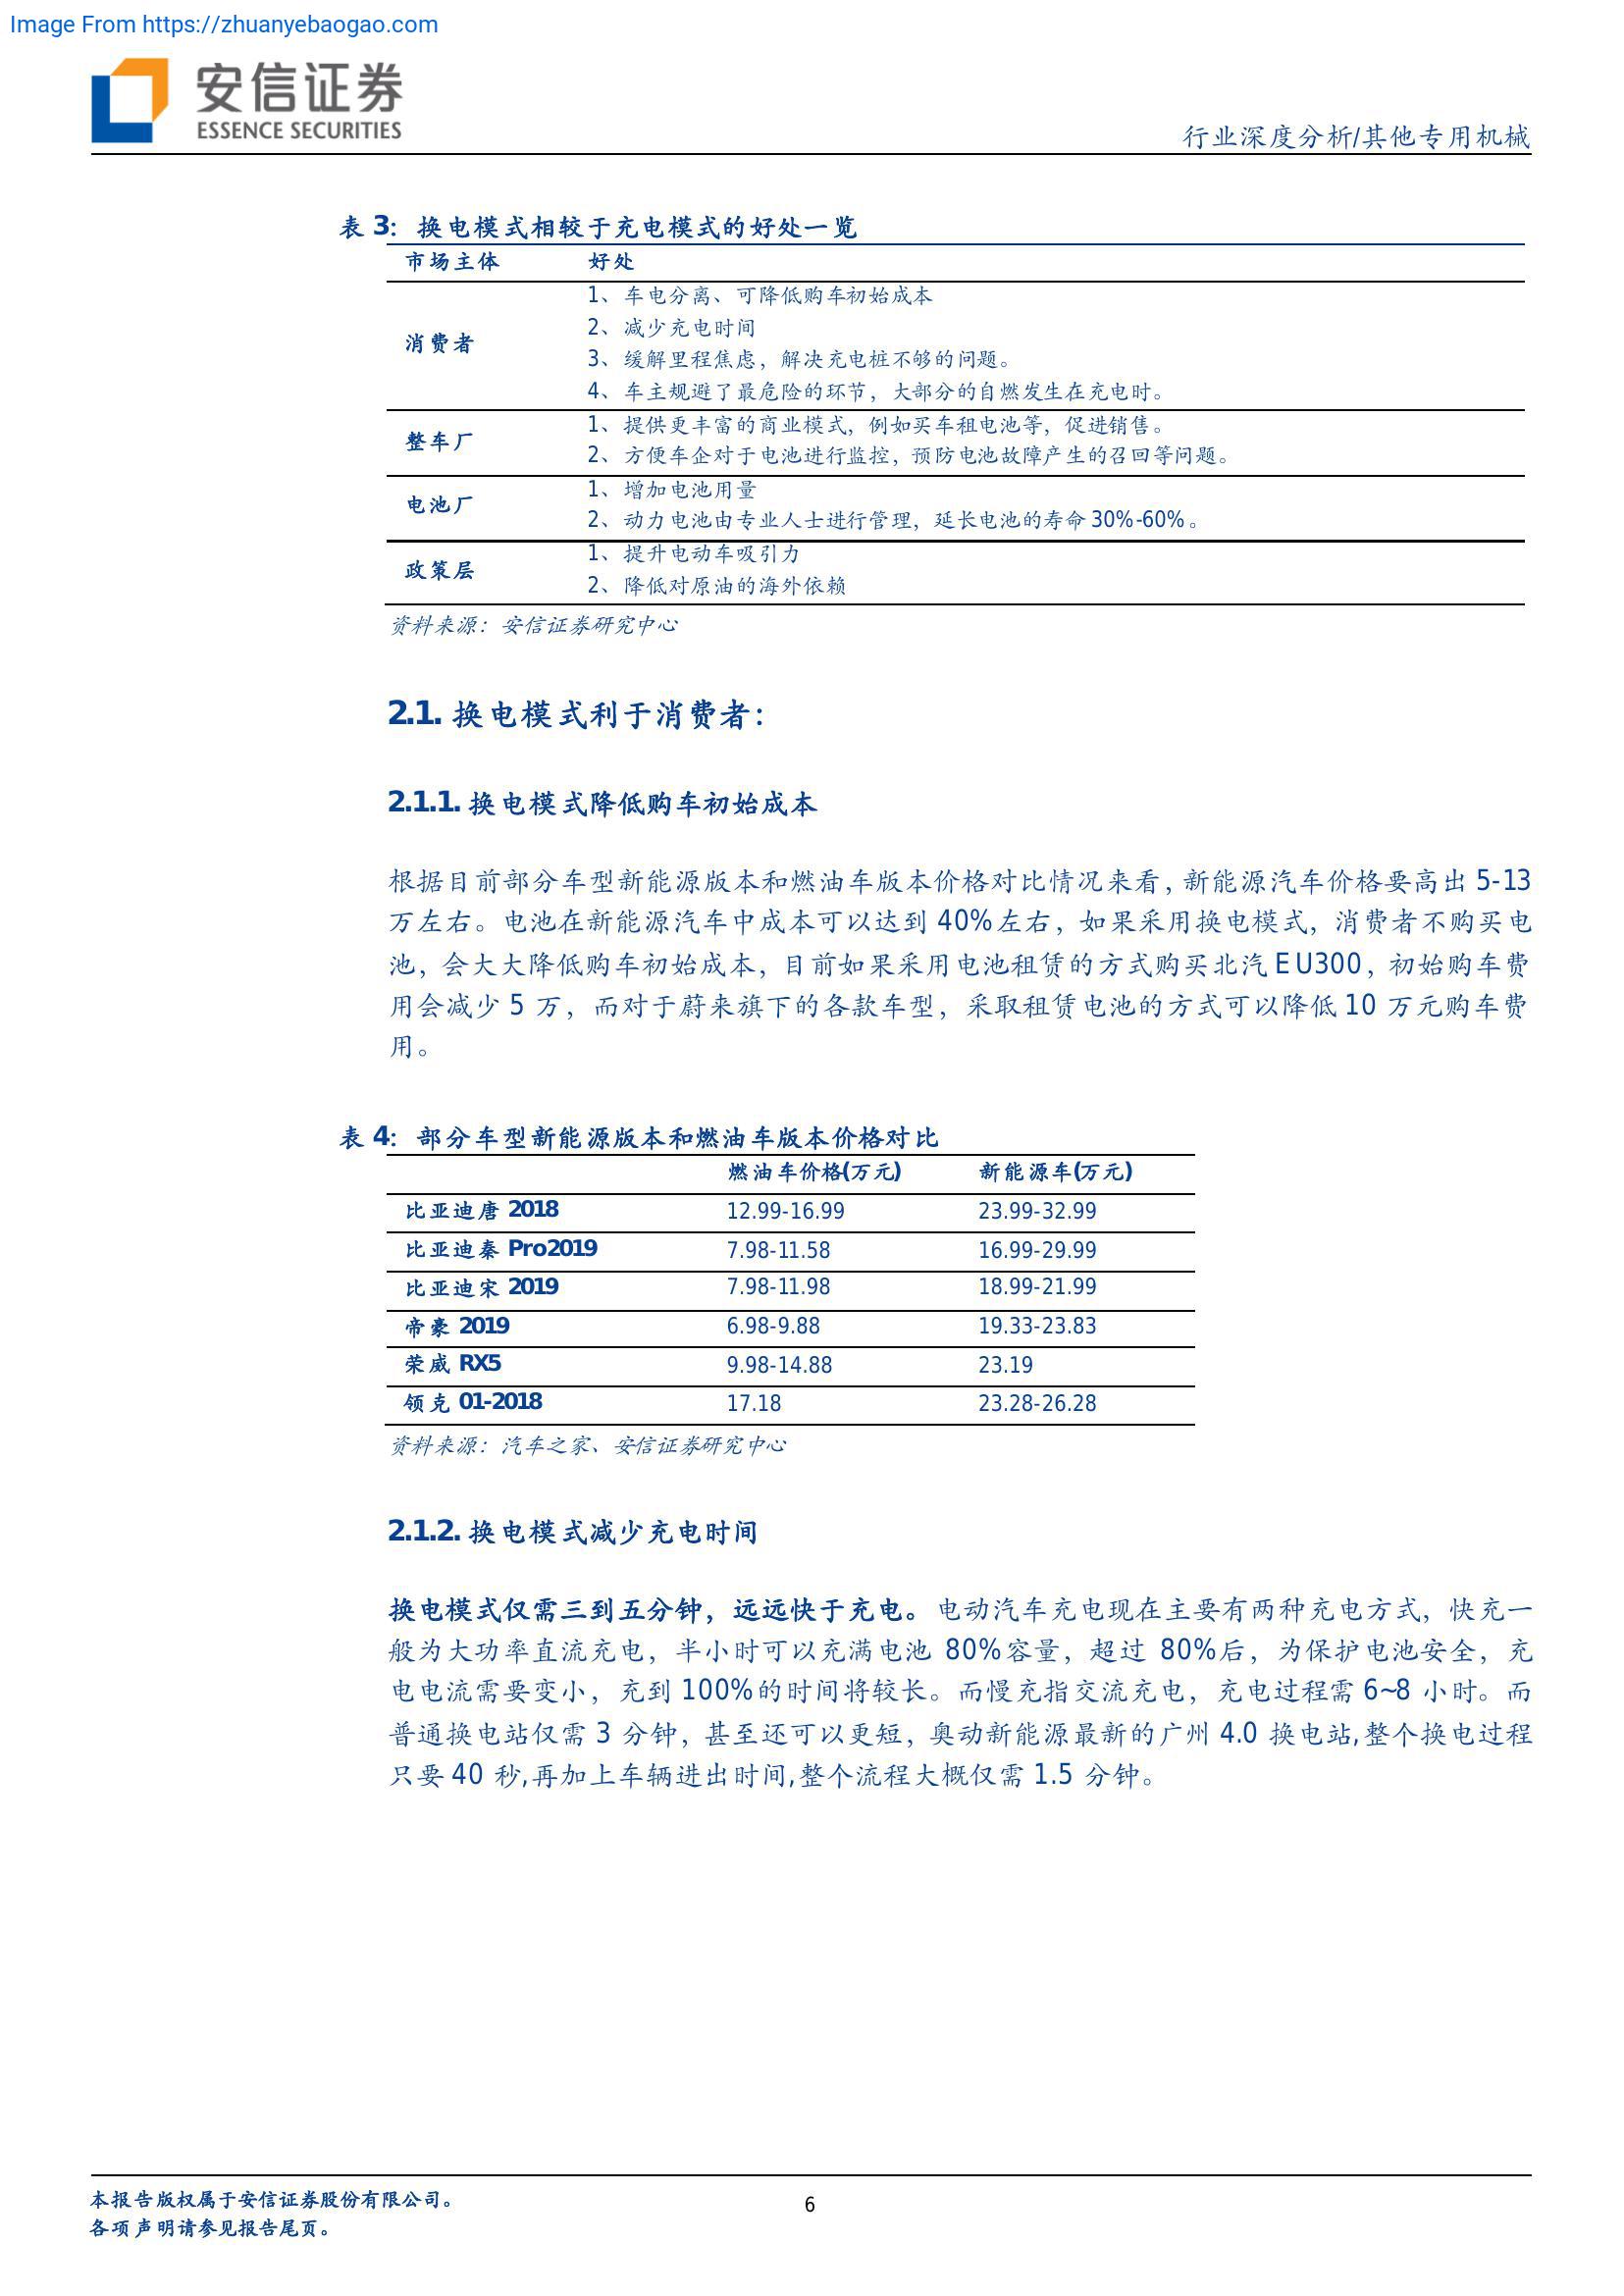 Image From https://zhuanyebaogao.com
安信证券
ESSENCE SECURITIES
行业深度分析/其他专用机械
表 3：换电模式相较于充电模式的好处一览
市场主体 好处
消费者
1、车电分离、可降低购车初始成本
2、减少充电时间
3、缓解里程焦虑，解决充电桩不够的问题。
4、车主规避了最危险的环节，大部分的自燃发生在充电时。
整车厂
1、提供更丰富的商业模式，例如买车租电池等，促进销售。
2、方便车企对于电池进行监控，预防电池故障产生的召回等问题。
电池厂
1、增加电池用量
2、动力电池由专业人士进行管理，延长电池的寿命 30%-60%。
政策层
1、提升电动车吸引力
2、降低对原油的海外依赖
资料来源：安信证券研究中心
2.1. 换电模式利于消费者：
2.1.1. 换电模式降低购车初始成本
根据目前部分车型新能源版本和燃油车版本价格对比情况来看，新能源汽车价格要高出 5-13
万左右。电池在新能源汽车中成本可以达到 40%左右，如果采用换电模式，消费者不购买电
池，会大大降低购车初始成本，目前如果采用电池租赁的方式购买北汽 EU300，初始购车费
用会减少 5 万，而对于蔚来旗下的各款车型，采取租赁电池的方式可以降低 10 万元购车费
用。
表 4：部分车型新能源版本和燃油车版本价格对比
燃油车价格(万元) 新能源车(万元)
比亚迪唐 2018 12.99-16.99 23.99-32.99
比亚迪秦 Pro2019 7.98-11.58 16.99-29.99
比亚迪宋 2019 7.98-11.98 18.99-21.99
帝豪 2019 6.98-9.88 19.33-23.83
荣威 RX5 9.98-14.88 23.19
领克 01-2018 17.18 23.28-26.28
资料来源：汽车之家、安信证券研究中心
2.1.2. 换电模式减少充电时间
换电模式仅需三到五分钟，远远快于充电。电动汽车充电现在主要有两种充电方式，快充一
般为大功率直流充电，半小时可以充满电池 80%容量，超过 80%后，为保护电池安全，充
电电流需要变小，充到 100%的时间将较长。而慢充指交流充电，充电过程需 6~8 小时。而
普通换电站仅需 3 分钟，甚至还可以更短，奥动新能源最新的广州 4.0 换电站,整个换电过程
只要 40 秒,再加上车辆进出时间,整个流程大概仅需 1.5 分钟。
本报告版权属于安信证券股份有限公司。
各项声明请参见报告尾页。
6